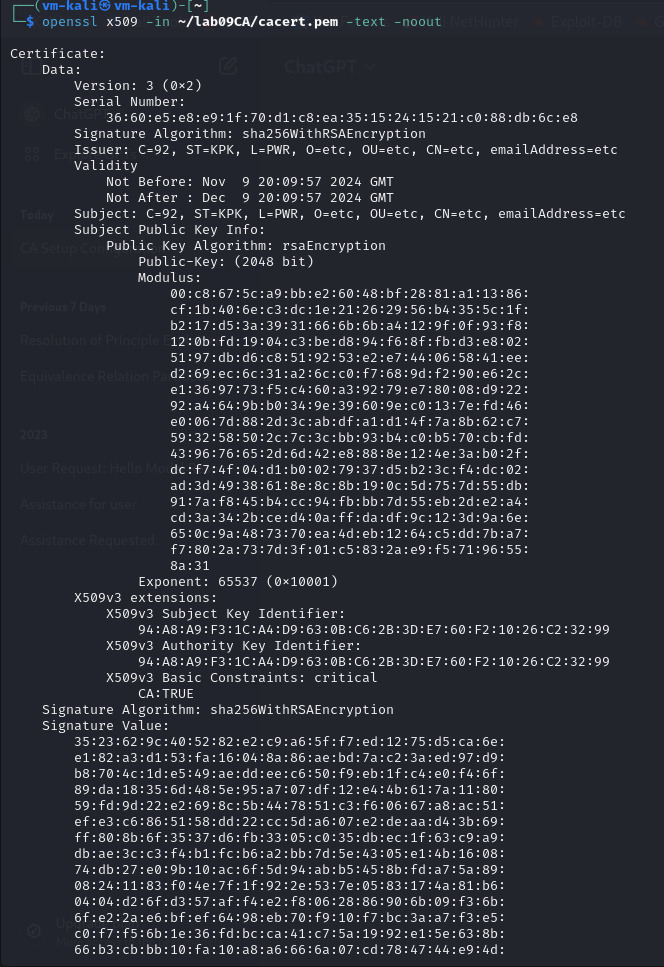 (vm-kali㉿vm-kali)-[~]
$ openssl x509 -in ~/lab09CA/cacert.pem -text -noout
NetHunter Exploit-DB G
ChatGPT
Certificate:
Data:
Version: 3 (0×2)
Serial Number:
36:60:e5:e8:e9:1f:70:d1:c8:ea:35:15:24:15:21:c0:88:db:6c:e8
Signature Algorithm: sha256WithRSAEncryption
Issuer: C=92, ST=KPK, L=PWR, O=etc, OU=etc, CN=etc, emailAddress=etc
Validity
Not Before: Nov  9 20:09:57 2024 GMT
Not After : Dec  9 20:09:57 2024 GMT
Today
Subject: C=92, ST=KPK, L=PWR, O=etc, OU=etc, CN=etc, emailAddress=etc
Subject Public Key Info:
CA Setup
Public Key Algorithm: rsaEncryption
Public-Key: (2048 bit)
Modulus:
00:c8:67:5c:a9:bb:e2:60:48:bf:28:81:a1:13:86:
Previous 7 Days
cf:1b:40:6e:c3:dc:1e:21:26:29:56:b4:35:5c:1f:
b2:17:d5:3a:39:31:66:6b:6b:a4:12:9f:0f:93:f8:
Resolution of Principle
12:0b:fd:19:04:c3:be:d8:94:f6:8f:fb:d3:e8:02:
51:97:db:d6:c8:51:92:53:e2:e7:44:06:58:41:ee:
Equivalence Relation
d2:69:ec:6c:31:a2:6c:c0:f7:68:9d:f2:90:e6:2c:
e1:36:97:73:f5:c4:60:a3:92:79:e7:80:08:d9:22:
92:a4:64:9b:b0:34:9e:39:60:9e:c0:13:7e:fd:46:
e0:06:7d:88:2d:3c:ab:df:a1:d1:4f:7a:8b:62:c7:
2023
59:32:58:50:2c:7c:3c:bb:93:b4:c0:b5:70:cb:fd:
43:96:76:65:2d:6d:42:e8:88:8e:12:4e:3a:b0:2f:
User Request: Hello
dc:f7:4f:04:d1:b0:02:79:37:d5:b2:3c:f4:dc:02:
ad:3d:49:38:61:8e:8c:8b:19:0c:5d:75:7d:55:db:
Assistance for user
91:7a:f8:45:b4:cc:94:fb:bb:7d:55:eb:2d:e2:a4:
cd:3a:34:2b:ce:d4:0a:ff:da:df:9c:12:3d:9a:6e:
Assistance Requested:
65:0c:9a:48:73:70:ea:4d:eb:12:64:c5:dd:7b:a7:
f7:80:2a:73:7d:3f:01:c5:83:2a:e9:f5:71:96:55:
8a:31
Exponent: 65537 (0×10001)
X509v3 extensions:
X509v3 Subject Key Identifier:
94:A8:A9:F3:1C:A4:D9:63:0B:C6:2B:3D:E7:60:F2:10:26:C2:32:99
X509v3 Authority Key Identifier:
94:A8:A9:F3:1C:A4:D9:63:0B:C6:2B:3D:E7:60:F2:10:26:C2:32:99
X509v3 Basic Constraints: critical
CA:TRUE
Signature Algorithm: sha256WithRSAEncryption
Signature Value:
35:23:62:9c:40:52:82:e2:c9:a6:5f:f7:ed:12:75:d5:ca:6e:
e1:82:a3:d1:53:fa:16:04:8a:86:ae:bd:7a:c2:3a:ed:97:d9:
b8:70:4c:1d:e5:49:ae:dd:ee:c6:50:f9:eb:1f:c4:e0:f4:6f:
89:da:18:35:6d:48:5e:95:a7:07:df:12:e4:4b:61:7a:11:80:
59:fd:9d:22:e2:69:8c:5b:44:78:51:c3:f6:06:67:a8:ac:51:
ef:e3:c6:86:51:58:dd:22:cc:5d:a6:07:e2:de:aa:d4:3b:69:
ff:80:8b:6f:35:37:d6:fb:33:05:c0:35:db:ec:1f:63:c9:a9:
db:ae:3c:c3:f4:b1:fc:b6:a2:bb:7d:5e:43:05:e1:4b:16:08:
74:db:27:e0:9b:10:ac:6f:5d:94:ab:b5:45:8b:fd:a7:5a:89:
08:24:11:83:f0:4e:7f:1f:92:2e:53:7e:05:83:17:4a:81:b6:
04:04:d2:6f:d3:57:af:f4:e2:f8:06:28:86:90:6b:09:f3:6b:
6f:e2:2a:e6:bf:ef:64:98:eb:70:f9:10:f7:bc:3a:a7:f3:e5:
c0:f7:f5:6b:1e:36:fd:bc:ca:41:c7:5a:19:92:e1:5e:63:8b:
66:b3:cb:bb:10:fa:10:a8:a6:66:6a:07:cd:78:47:44:e9:4d: